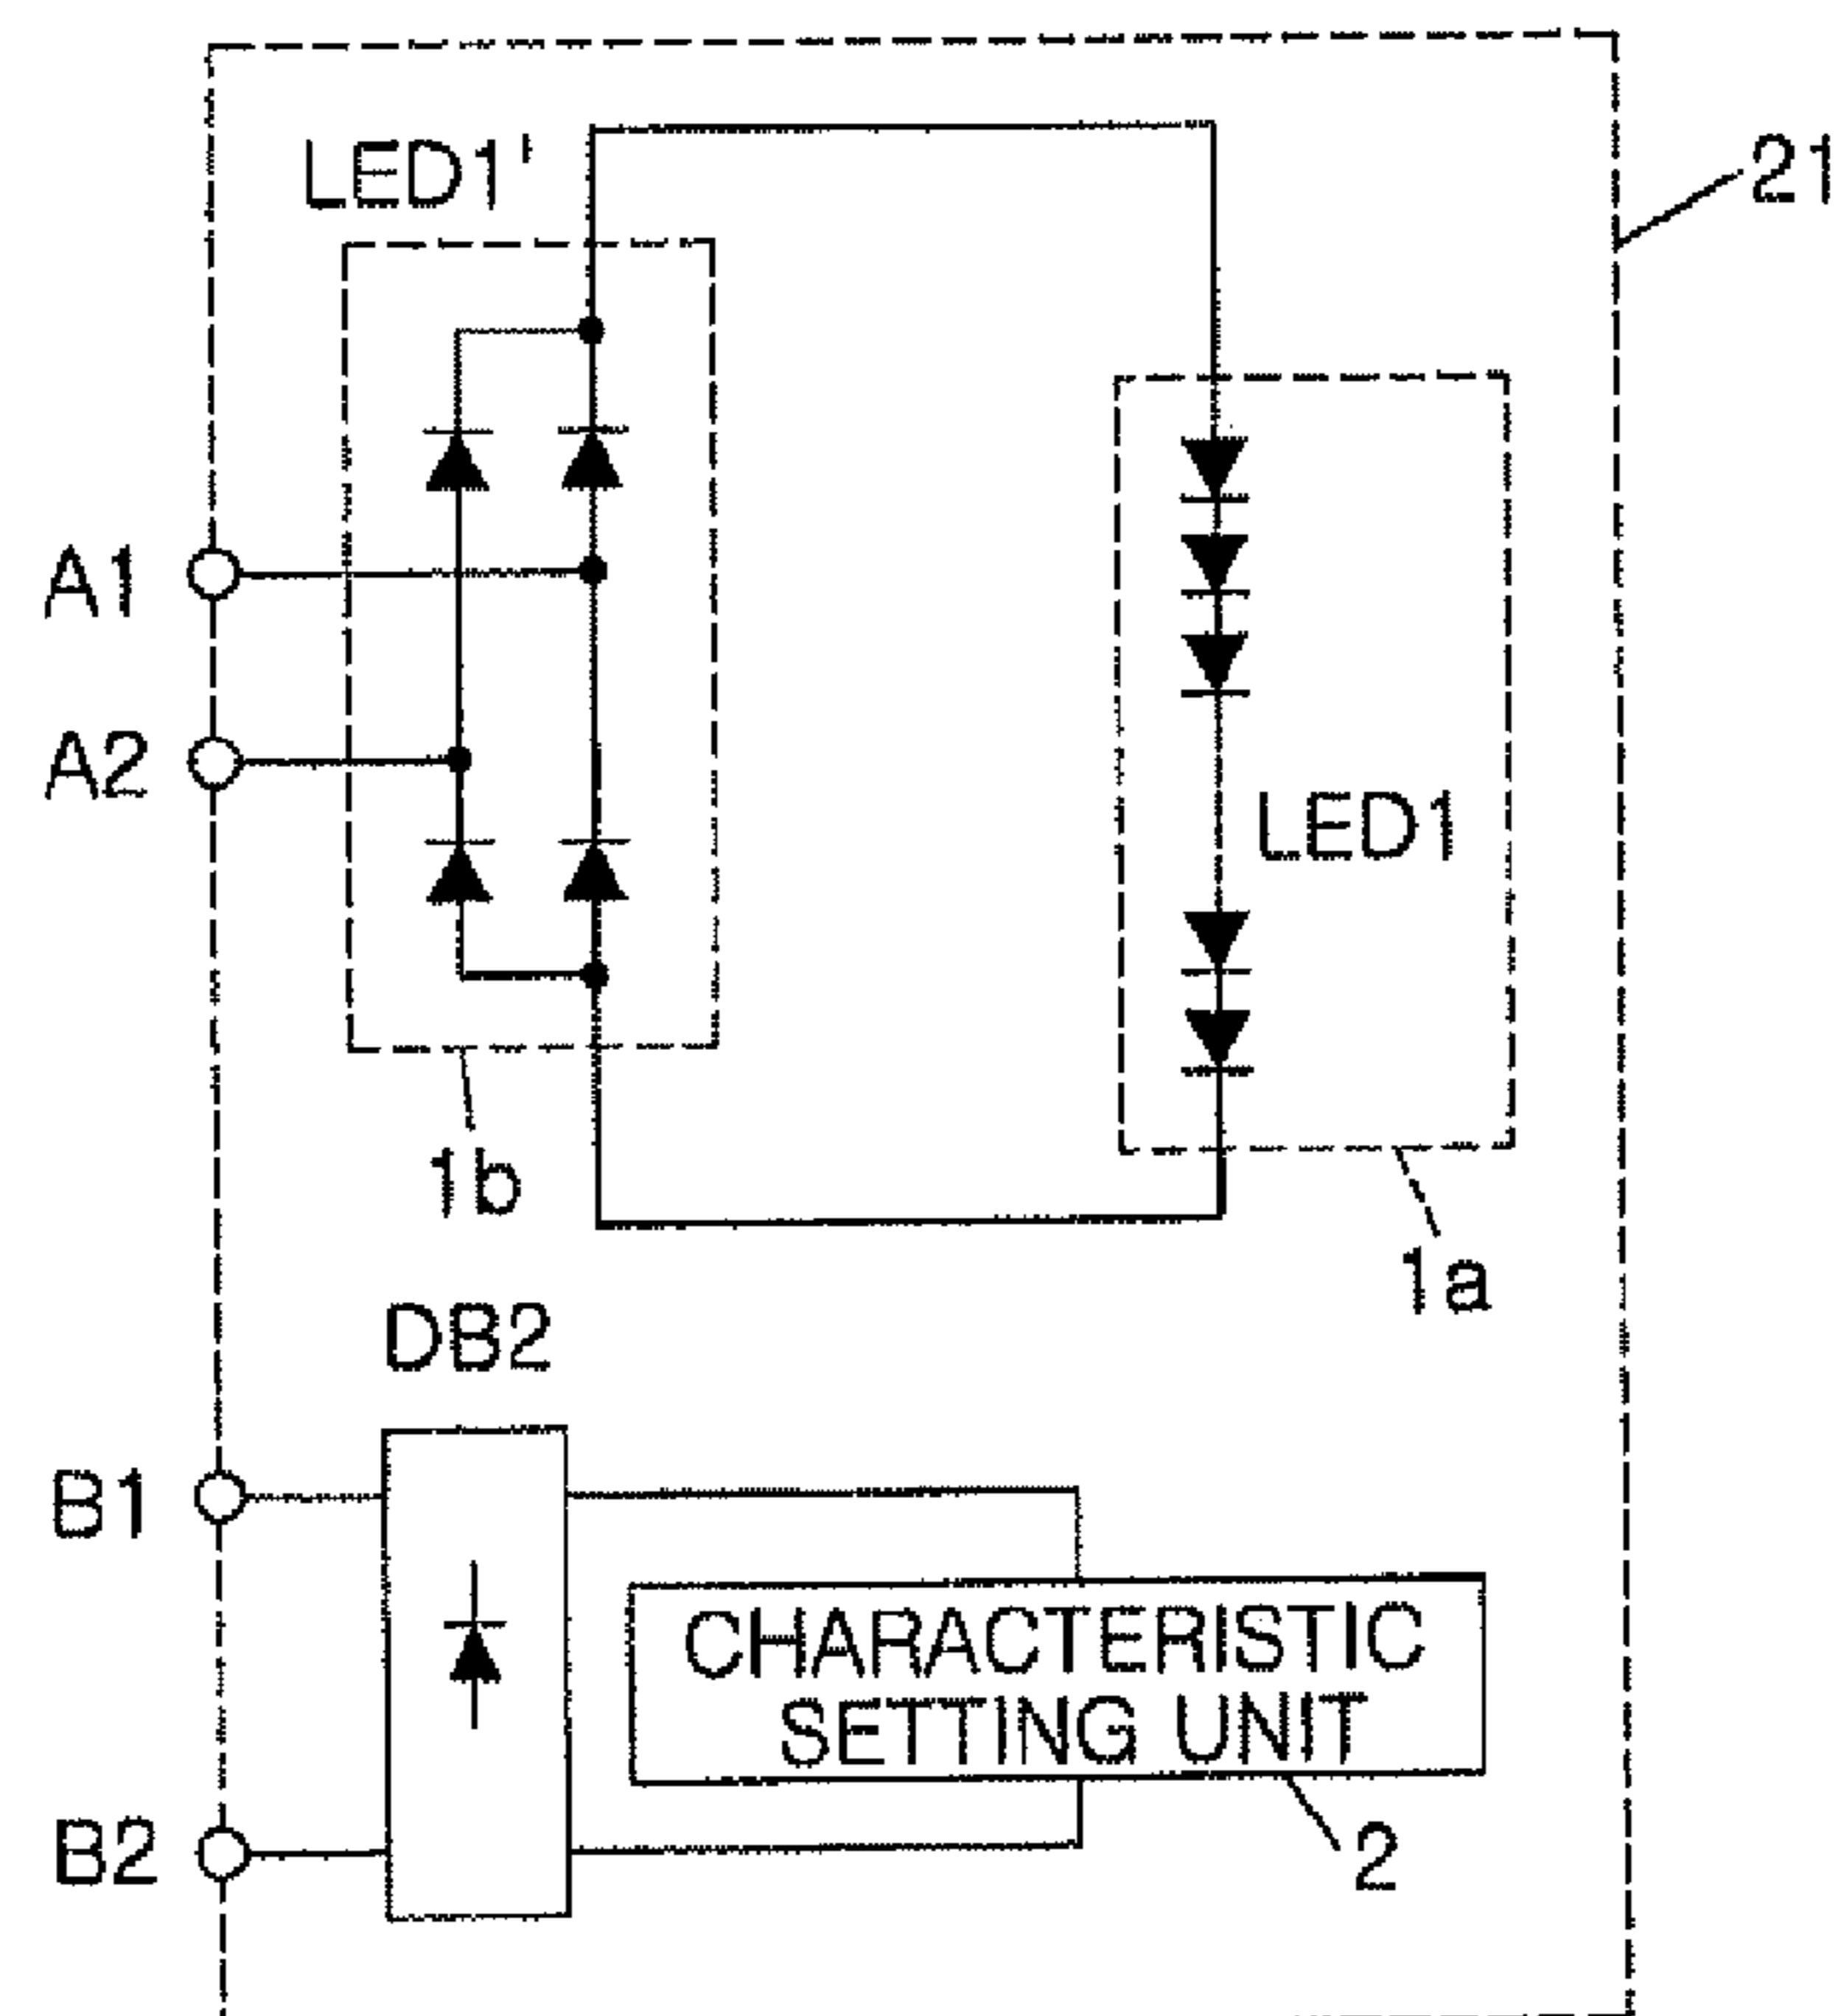 LED1'
21
A1
A2
LED1
1b
1a
DB2
B1
CHARACTERISTIC
SETTING UNIT
B2
2